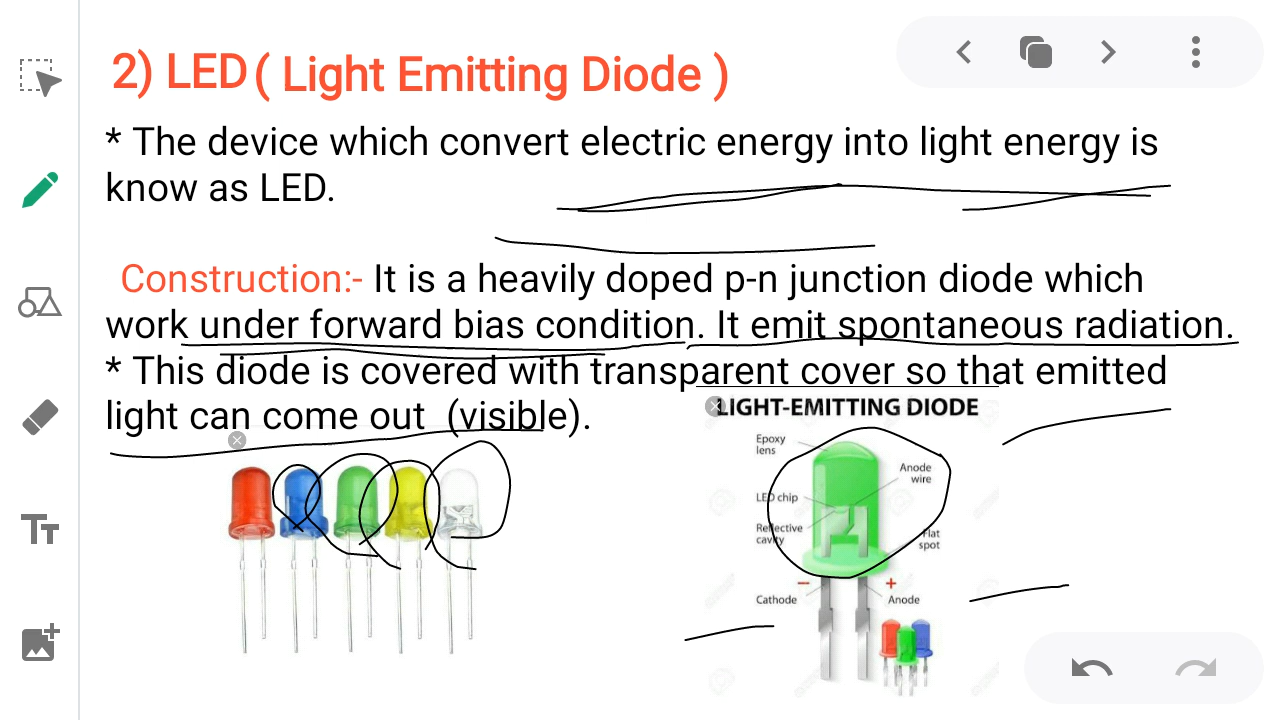 2) LED ( Light Emitting Diode )
* The device which convert electric energy into light energy is
know as LED.
Construction:- It is a heavily doped p-n junction diode which
work under forward bias condition. It emit spontaneous radiation.
* This diode is covered with transparent cover so that emitted
light can come out (visible).
LIGHT-EMITTING DIODE
Epoxy
lens
Anode
wire
LED chip
Reflective
cavity
Flat
spot
− +
Cathode
Anode
Tт